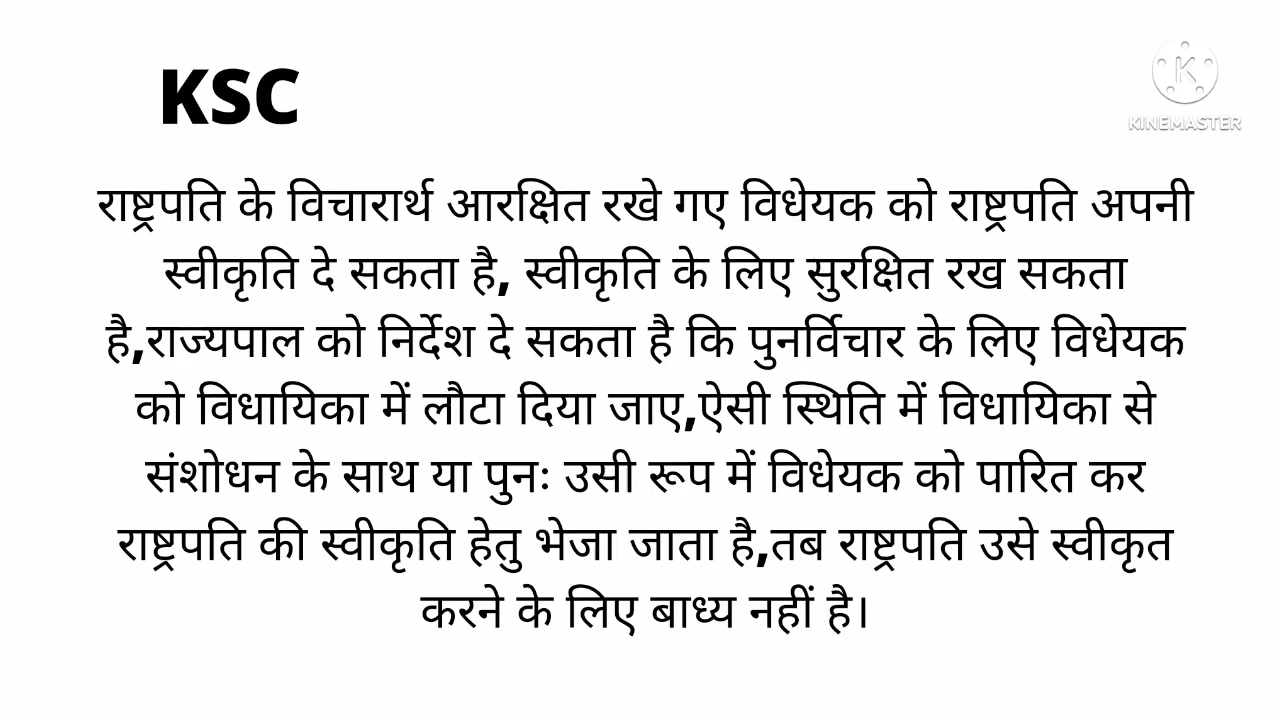 KSC
KINEMASTER
राष्ट्रपति के विचारार्थ आरक्षित रखे गए विधेयक को राष्ट्रपति अपनी
स्वीकृति दे सकता है, स्वीकृति के लिए सुरक्षित रख सकता
है,राज्यपाल को निर्देश दे सकता है कि पुनर्विचार के लिए विधेयक
को विधायिका में लौटा दिया जाए,ऐसी स्थिति में विधायिका से
संशोधन के साथ या पुनः उसी रूप में विधेयक को पारित कर
राष्ट्रपति की स्वीकृति हेतु भेजा जाता है,तब राष्ट्रपति उसे स्वीकृत
करने के लिए बाध्य नहीं है।